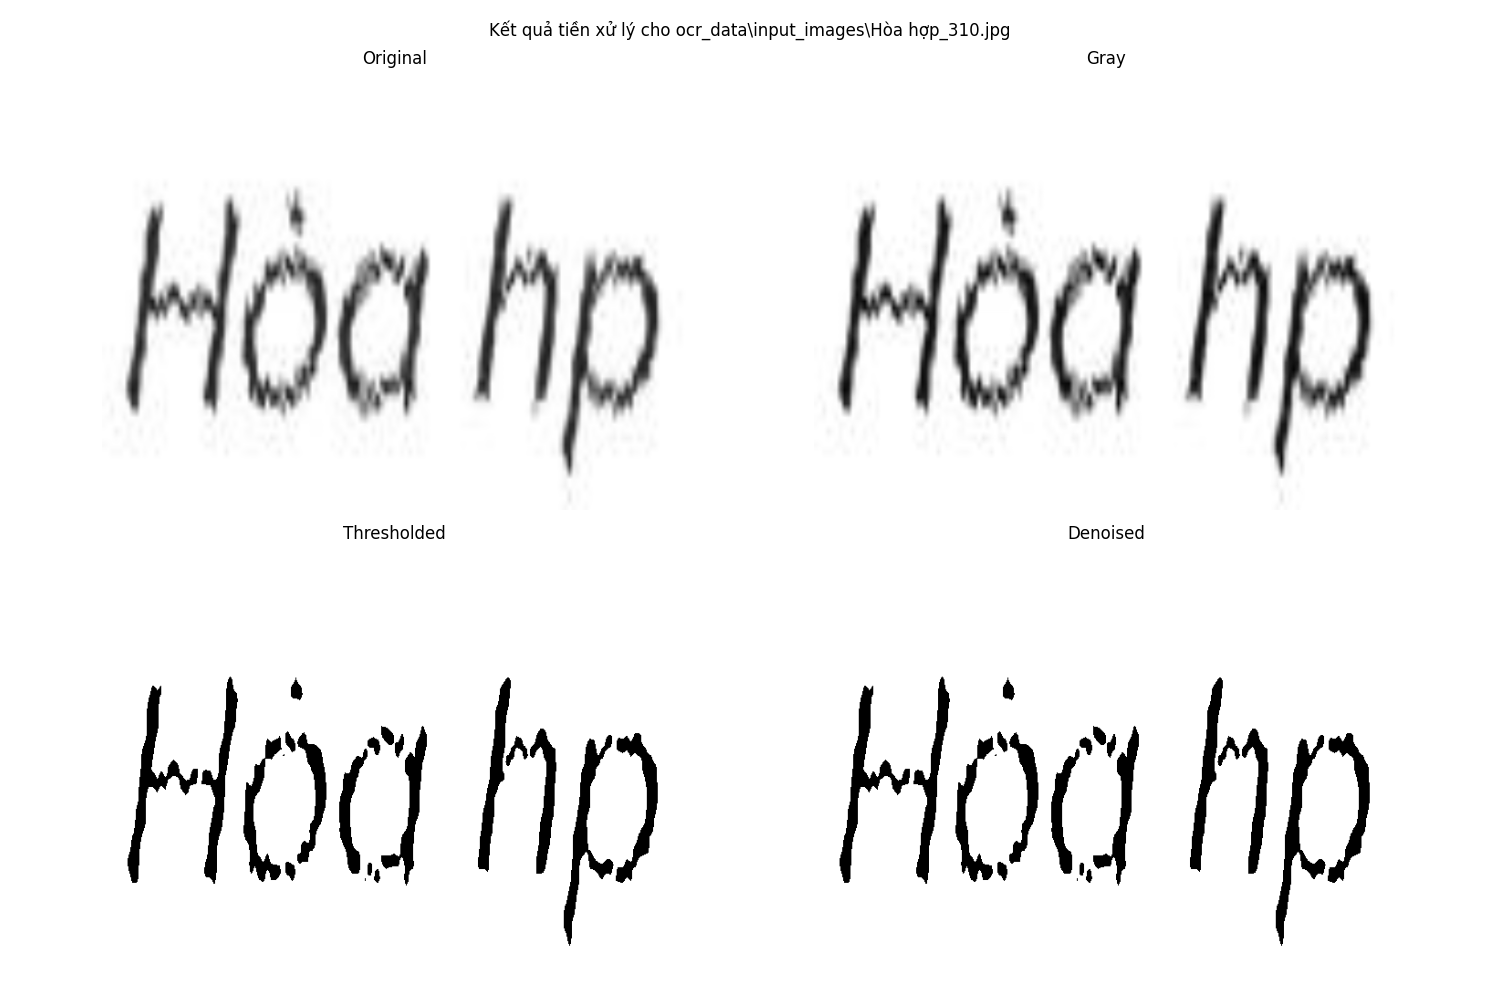 Kết quả tiền xử lý cho ocr_data\input_images\Hòa hợp_310.jpg
Original
Gray
Hòa hp
Hòa hp
Thresholded
Denoised
Hòa hp
Hòa hp